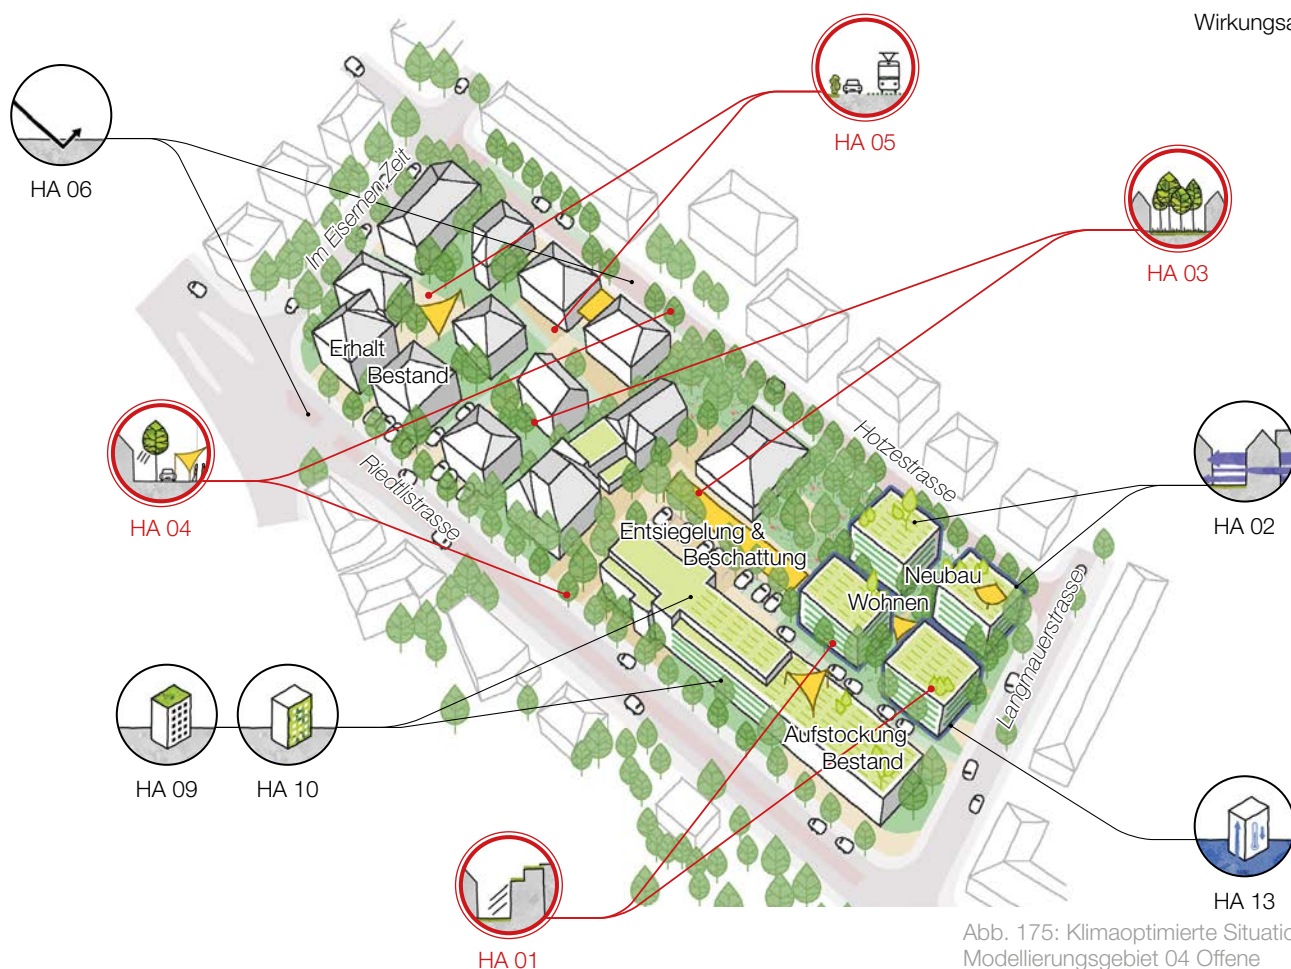 Wirkungsa
HA 05
HA 06
HA 03
Im Eisernen Zeit
Erhalt
Bestand
Hotzestrasse
HA 04
Riedtlistrasse
HA 02
Entsiegelung &
Beschattung
Neubau
Wohnen
Langmauerstrasse
Aufstockung
Bestand
HA 09
HA 10
HA 13
HA 01
Abb. 175: Klimaoptimierte Situatio
Modellierungsgebiet 04 Offene